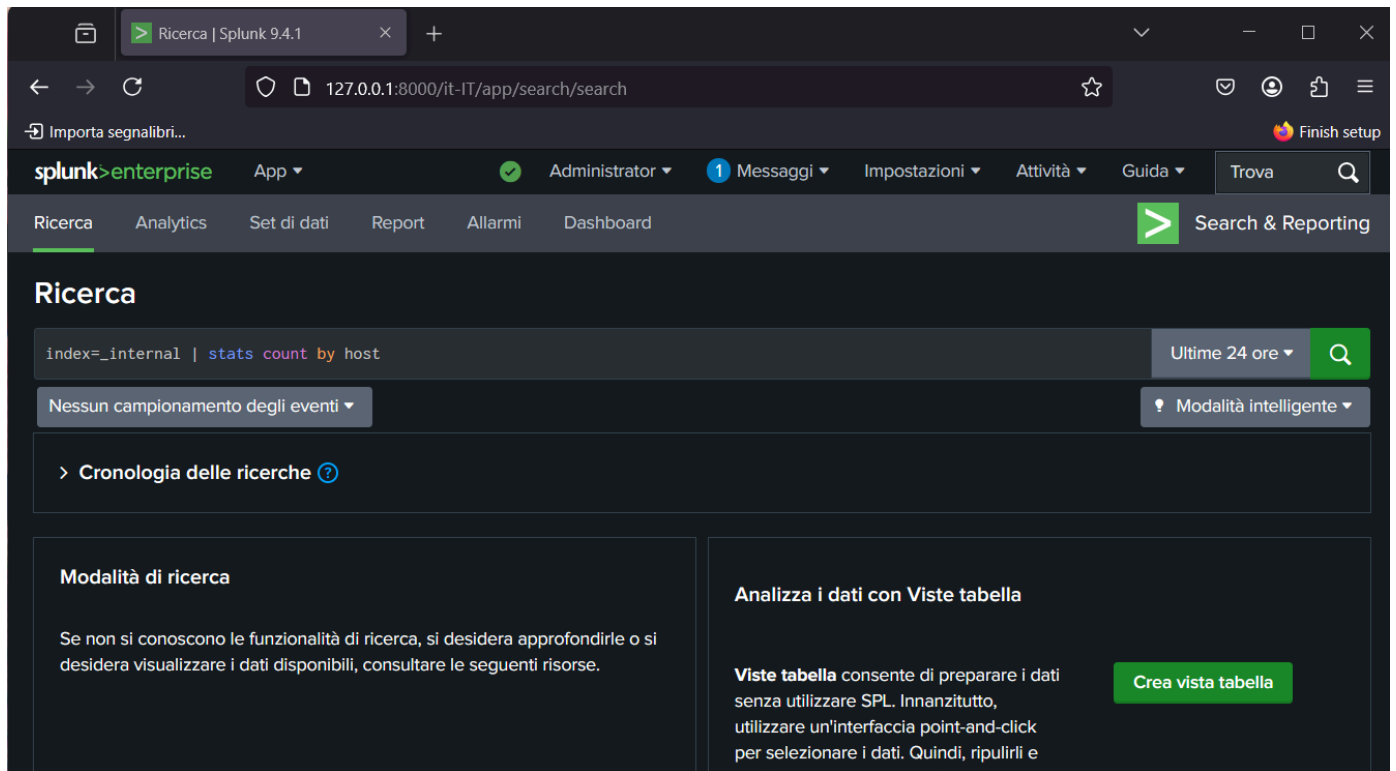 Ricerca | Splunk 9.4.1
127.0.0.1:8000/it-IT/app/search/search
Importa segnalibri...
Finish setup
splunk>enterprise App Administrator 1 Messaggi Impostazioni Attività Guida Trova
Ricerca Analytics Set di dati Report Allarmi Dashboard Search & Reporting
Ricerca
index=_internal | stats count by host
Ultime 24 ore
Nessun campionamento degli eventi
Modalità intelligente
> Cronologia delle ricerche ?
Modalità di ricerca
Se non si conoscono le funzionalità di ricerca, si desidera approfondirle o si
desidera visualizzare i dati disponibili, consultare le seguenti risorse.
Analizza i dati con Viste tabella
Viste tabella consente di preparare i dati
senza utilizzare SPL. Innanzitutto,
utilizzare un'interfaccia point-and-click
per selezionare i dati. Quindi, ripulirli e
Crea vista tabella